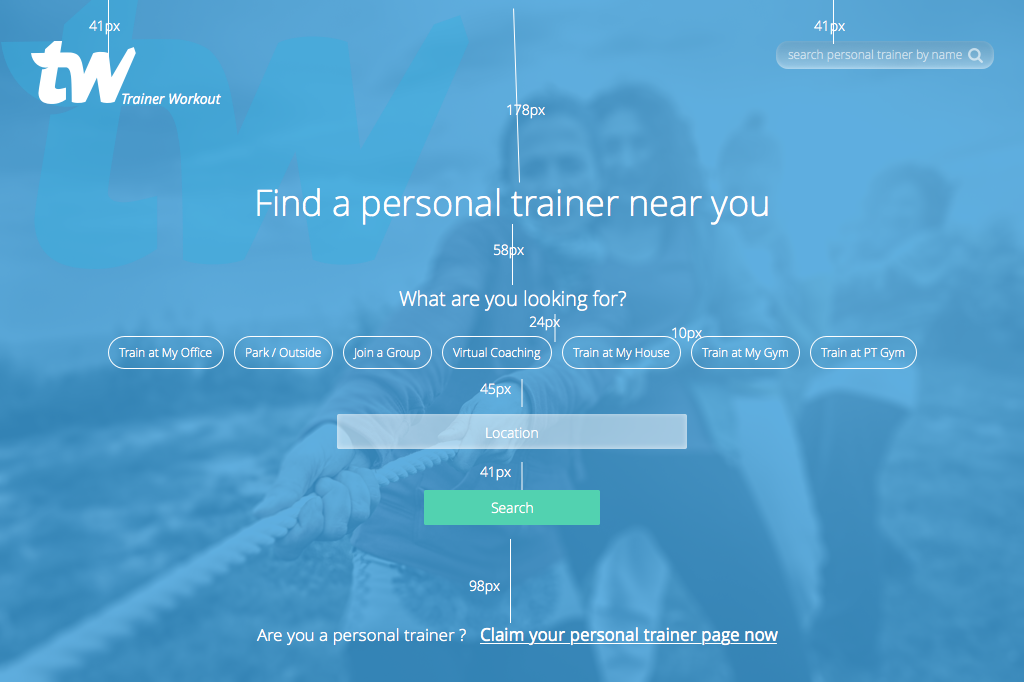 41px
41px
tw Trainer Workout
search personal trainer by name
tw
178px
Find a personal trainer near you
58px
What are you looking for?
24px
10px
Train at My Office Park / Outside Join a Group Virtual Coaching Train at My House Train at My Gym Train at PT Gym
45px
Location
41px
Search
98px
Are you a personal trainer ? Claim your personal trainer page now